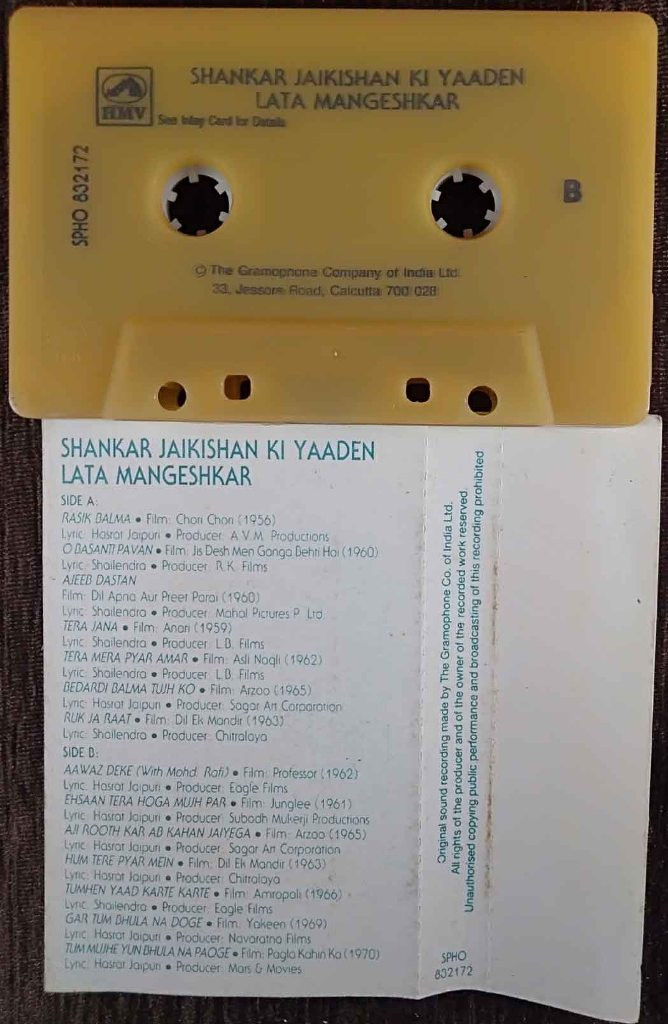 HMV
SHANKAR JAIKISHAN KI YAADEN
LATA MANGESHKAR
See Inlay Card for Details
SPHO 832172
B
© The Gramophone Company of India Ltd.
33, Jessore Road, Calcutta 700 028
SHANKAR JAIKISHAN KI YAADEN
LATA MANGESHKAR
SIDE A:
RASIK BALMA • Film: Chori Chori (1956)
Lyric: Hasrat Jaipuri • Producer: A.V.M. Productions
O BASANTI PAVAN • Film: Jis Desh Men Ganga Behti Hai (1960)
Lyric: Shailendra • Producer: R.K. Films
AJEEB DASTAN
Film: Dil Apna Aur Preet Parai (1960)
Lyric: Shailendra • Producer: Mahal Pictures P. Ltd.
TERA JANA • Film: Anari (1959)
Lyric: Shailendra • Producer: L.B. Films
TERA MERA PYAR AMAR • Film: Asli Naqli (1962)
Lyric: Shailendra • Producer: L.B. Films
BEDARDI BALMA TUJH KO • Film: Arzoo (1965)
Lyric: Hasrat Jaipuri • Producer: Sagar Art Corporation
RUK JA RAAT • Film: Dil Ek Mandir (1963)
Lyric: Shailendra • Producer: Chitralaya
SIDE B:
AAWAZ DEKE (With Mohd. Rafi) • Film: Professor (1962)
Lyric: Hasrat Jaipuri • Producer: Eagle Films
EHSAAN TERA HOGA MUJH PAR • Film: Junglee (1961)
Lyric: Hasrat Jaipuri • Producer: Subodh Mukerji Productions
AJI ROOTH KAR AB KAHAN JAIYEGA • Film: Arzoo (1965)
Lyric: Hasrat Jaipuri • Producer: Sagar Art Corporation
HUM TERE PYAR MEIN • Film: Dil Ek Mandir (1963)
Lyric: Hasrat Jaipuri • Producer: Chitralaya
TUMHEN YAAD KARTE KARTE • Film: Amrapali (1966)
Lyric: Shailendra • Producer: Eagle Films
GAR TUM BHULA NA DOGE • Film: Yakeen (1969)
Lyric: Hasrat Jaipuri • Producer: Navaratna Films
TUM MUJHE YUN BHULA NA PAOGE • Film: Pagla Kahin Ka (1970)
Lyric: Hasrat Jaipuri • Producer: Mars & Movies
Original sound recording made by The Gramophone Co. of India Ltd.
All rights of the producer and of the owner of the recorded work reserved.
Unauthorised copying public performance and broadcasting of this recording prohibited
SPHO
832172